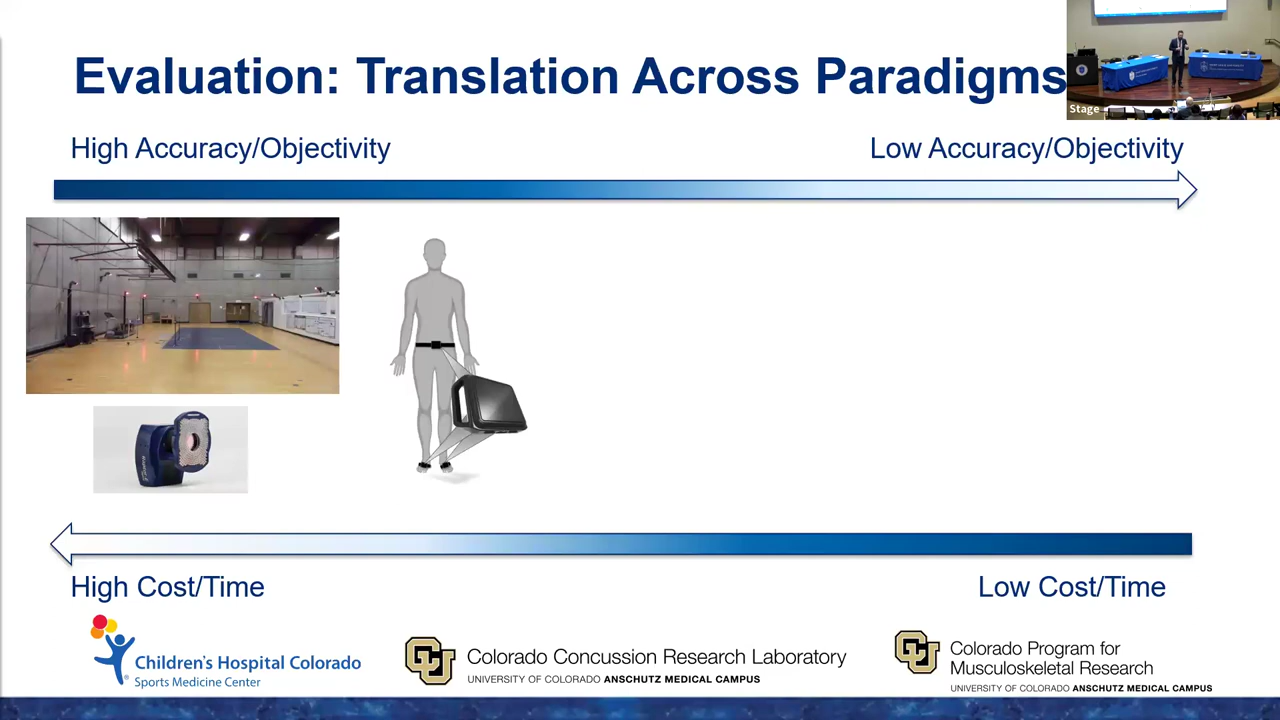 Evaluation: Translation Across Paradigms
Stage
High Accuracy/Objectivity
Low Accuracy/Objectivity
High Cost/Time
Low Cost/Time
Children's Hospital Colorado
Sports Medicine Center
CU
Colorado Concussion Research Laboratory
UNIVERSITY OF COLORADO ANSCHUTZ MEDICAL CAMPUS
CU
Colorado Program for
Musculoskeletal Research
UNIVERSITY OF COLORADO ANSCHUTZ MEDICAL CAMPUS